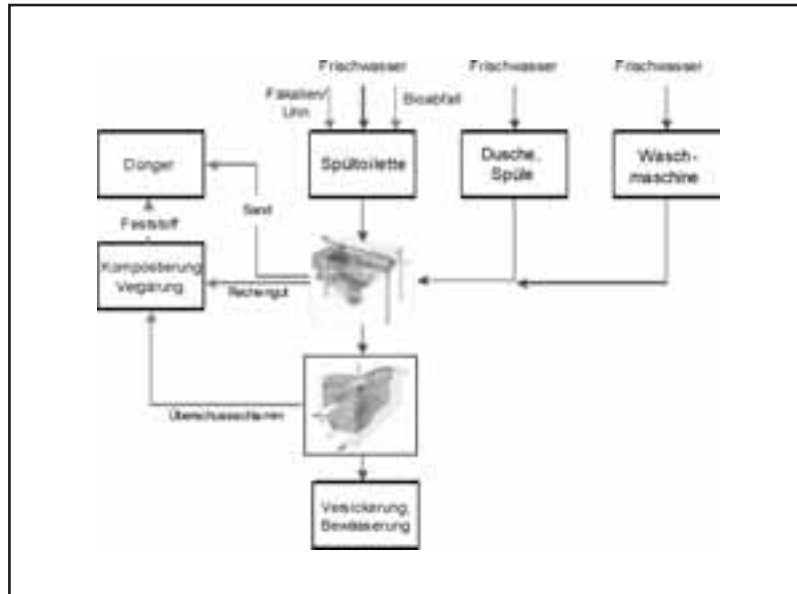 Frischwasser
Frischwasser
Frischwasser
Fäkalien/
Urin
Bioabfall
Dünger
Spültoilette
Dusche,
Spüle
Wasch-
maschine
Sand
Feststoff
Kompostierung
Vergärung
Rechengut
Überschussschlamm
Versickerung,
Bewässerung